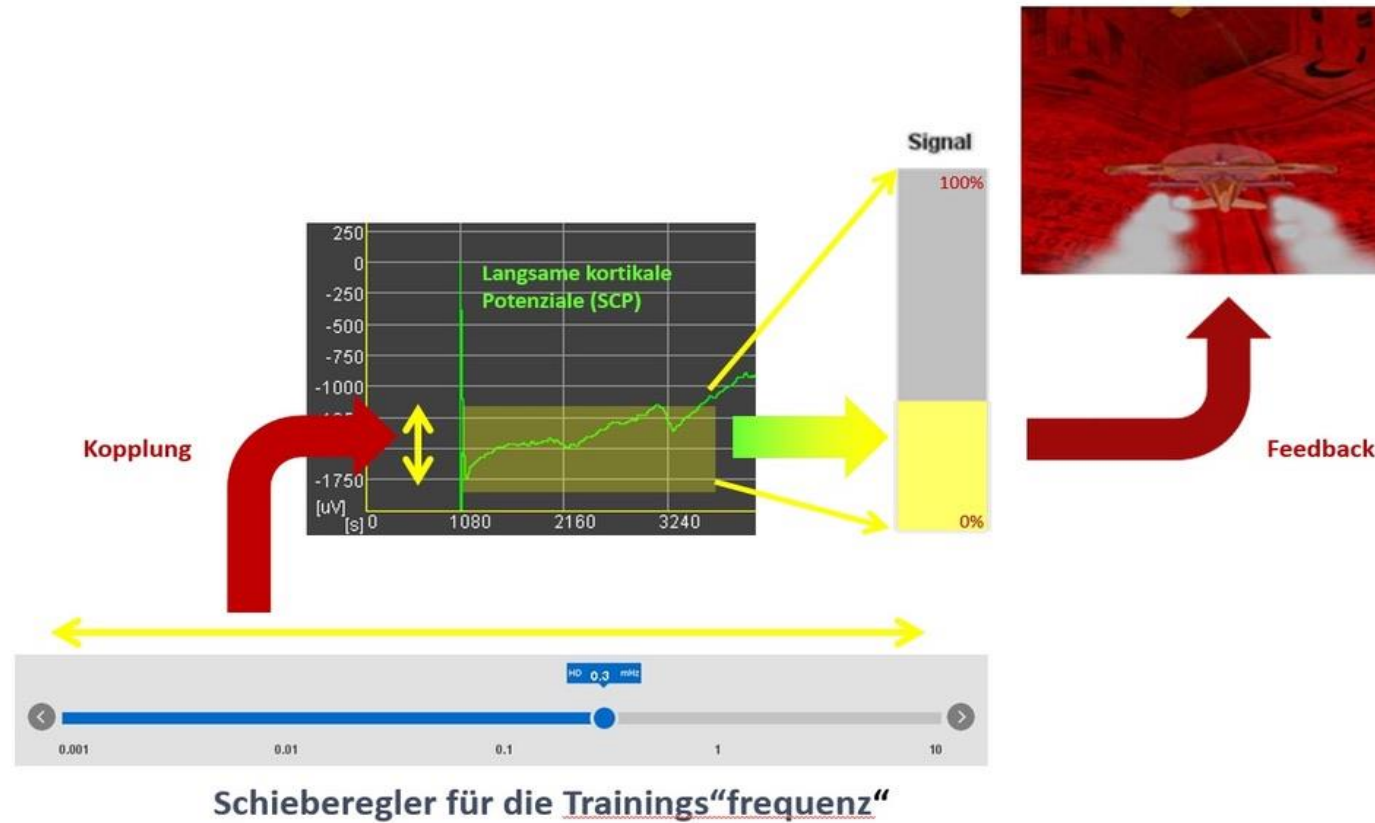 Signal
100%
250
0
-250
-500
-750
-1000
-1750
[uV]
[s] 0 1080 2160 3240
Langsame kortikale
Potenziale (SCP)
Kopplung
0%
Feedback
HD 0.3 mHz
0.001 0.01 0.1 1 10
Schieberegler für die Trainings“frequenz“